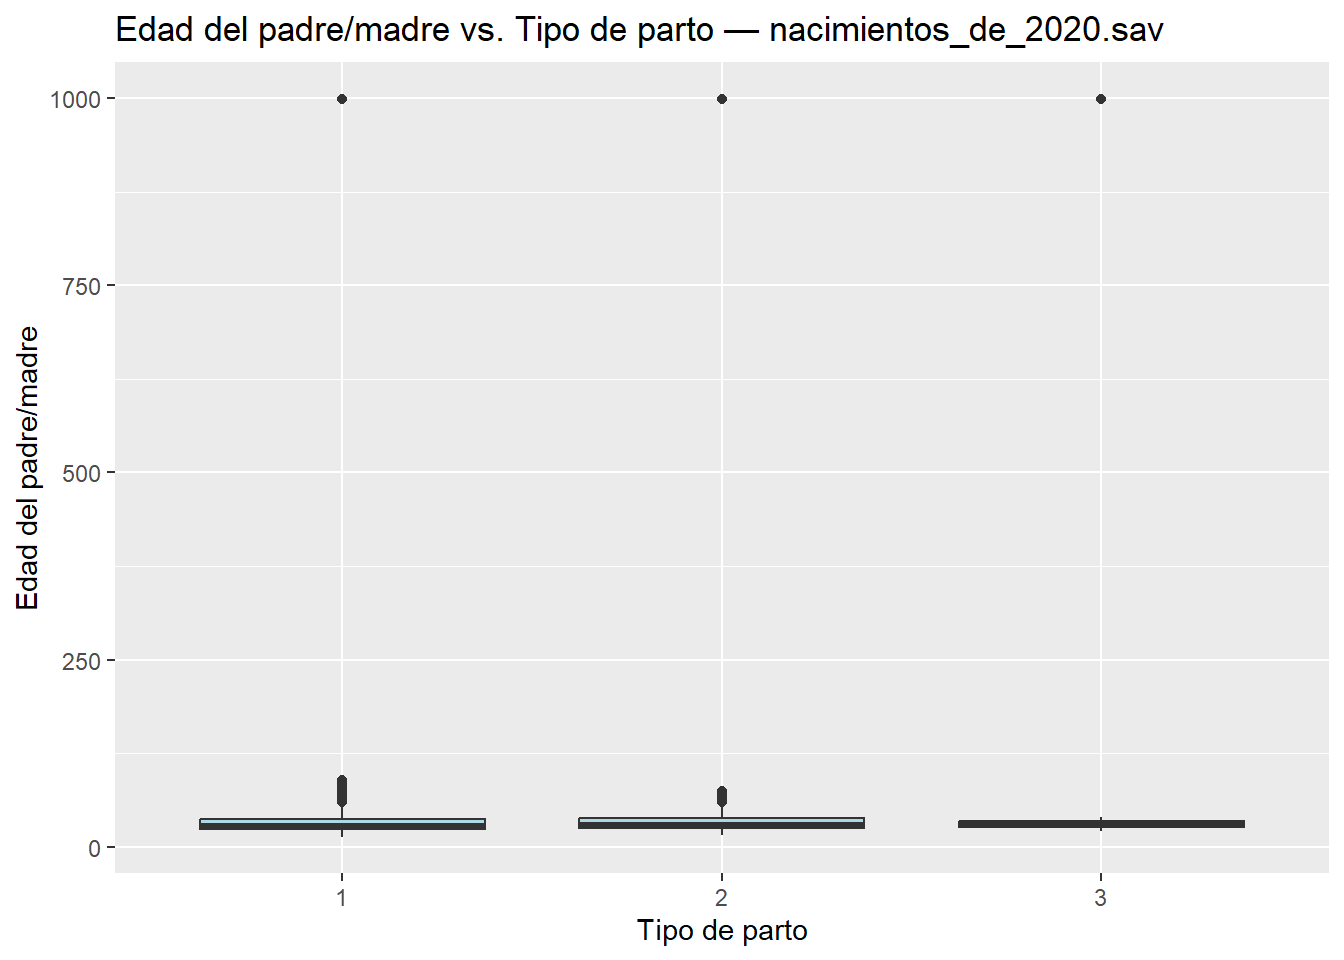 Edad del padre/madre vs. Tipo de parto — nacimientos_de_2020.sav
Edad del padre/madre
1000
750
500
250
0
1 2 3
Tipo de parto